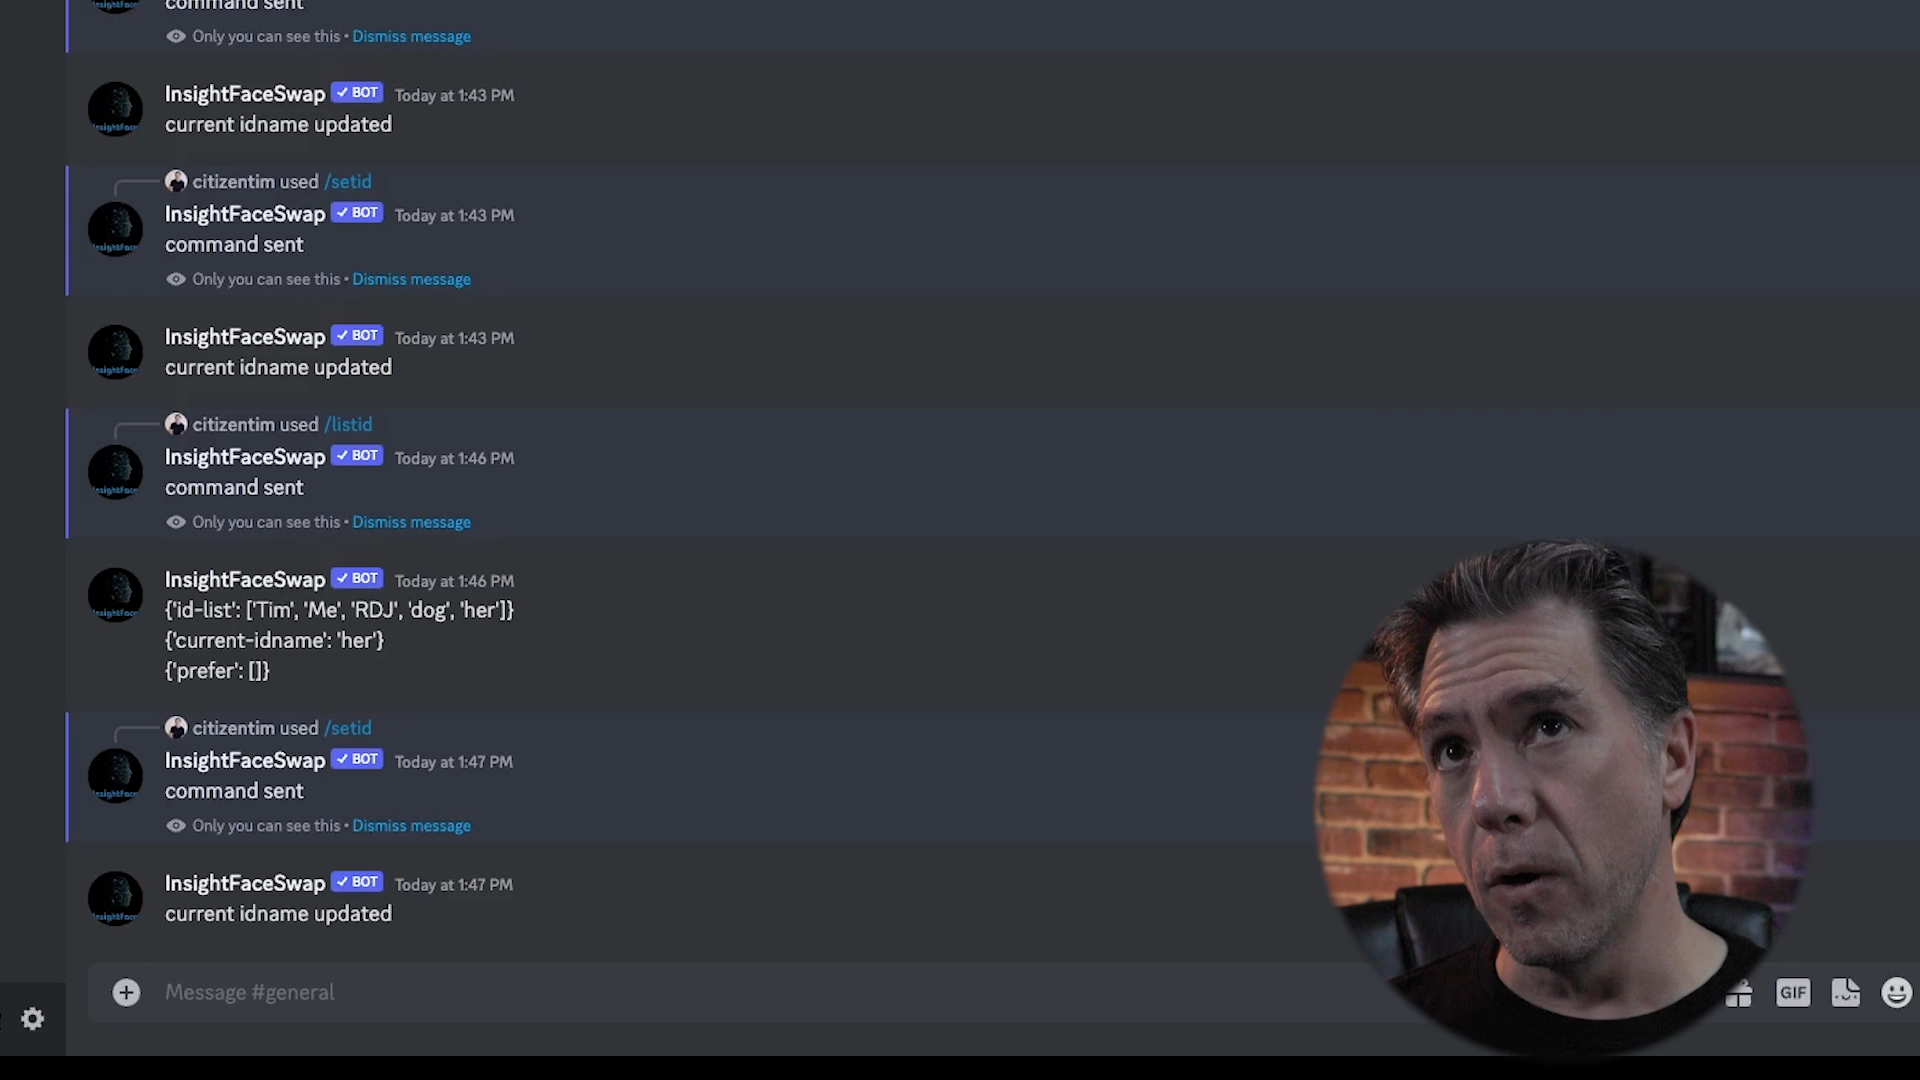 command sent
Only you can see this • Dismiss message
InsightFaceSwap ✓ BOT Today at 1:43 PM
current idname updated
citizentim used /setid
InsightFaceSwap ✓ BOT Today at 1:43 PM
command sent
Only you can see this • Dismiss message
InsightFaceSwap ✓ BOT Today at 1:43 PM
current idname updated
citizentim used /listid
InsightFaceSwap ✓ BOT Today at 1:46 PM
command sent
Only you can see this • Dismiss message
InsightFaceSwap ✓ BOT Today at 1:46 PM
{'id-list': ['Tim', 'Me', 'RDJ', 'dog', 'her']}
{'current-idname': 'her'}
{'prefer': []}
citizentim used /setid
InsightFaceSwap ✓ BOT Today at 1:47 PM
command sent
Only you can see this • Dismiss message
InsightFaceSwap ✓ BOT Today at 1:47 PM
current idname updated
Message #general
GIF